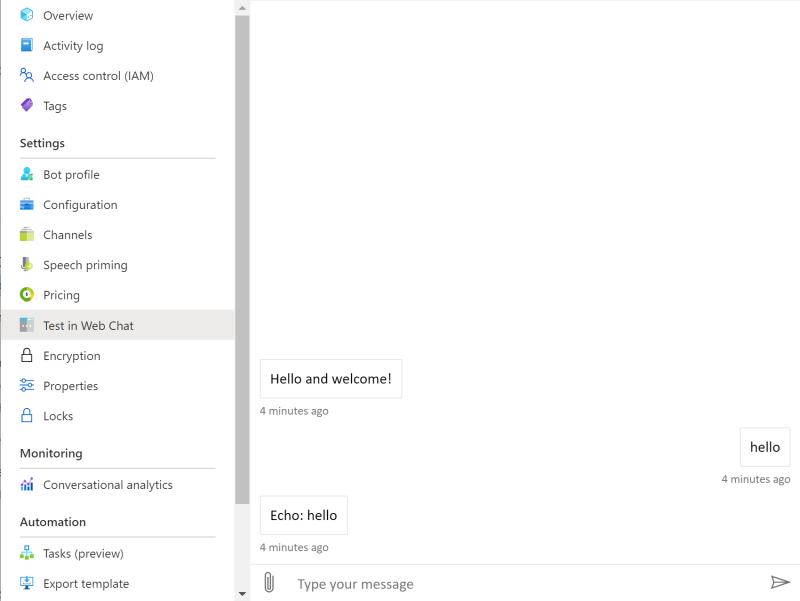 Overview
Activity log
Access control (IAM)
Tags
Settings
Bot profile
Configuration
Channels
Speech priming
Pricing
Test in Web Chat
Encryption
Properties
Locks
Monitoring
Conversational analytics
Automation
Tasks (preview)
Export template
Hello and welcome!
4 minutes ago
hello
4 minutes ago
Echo: hello
4 minutes ago
Type your message